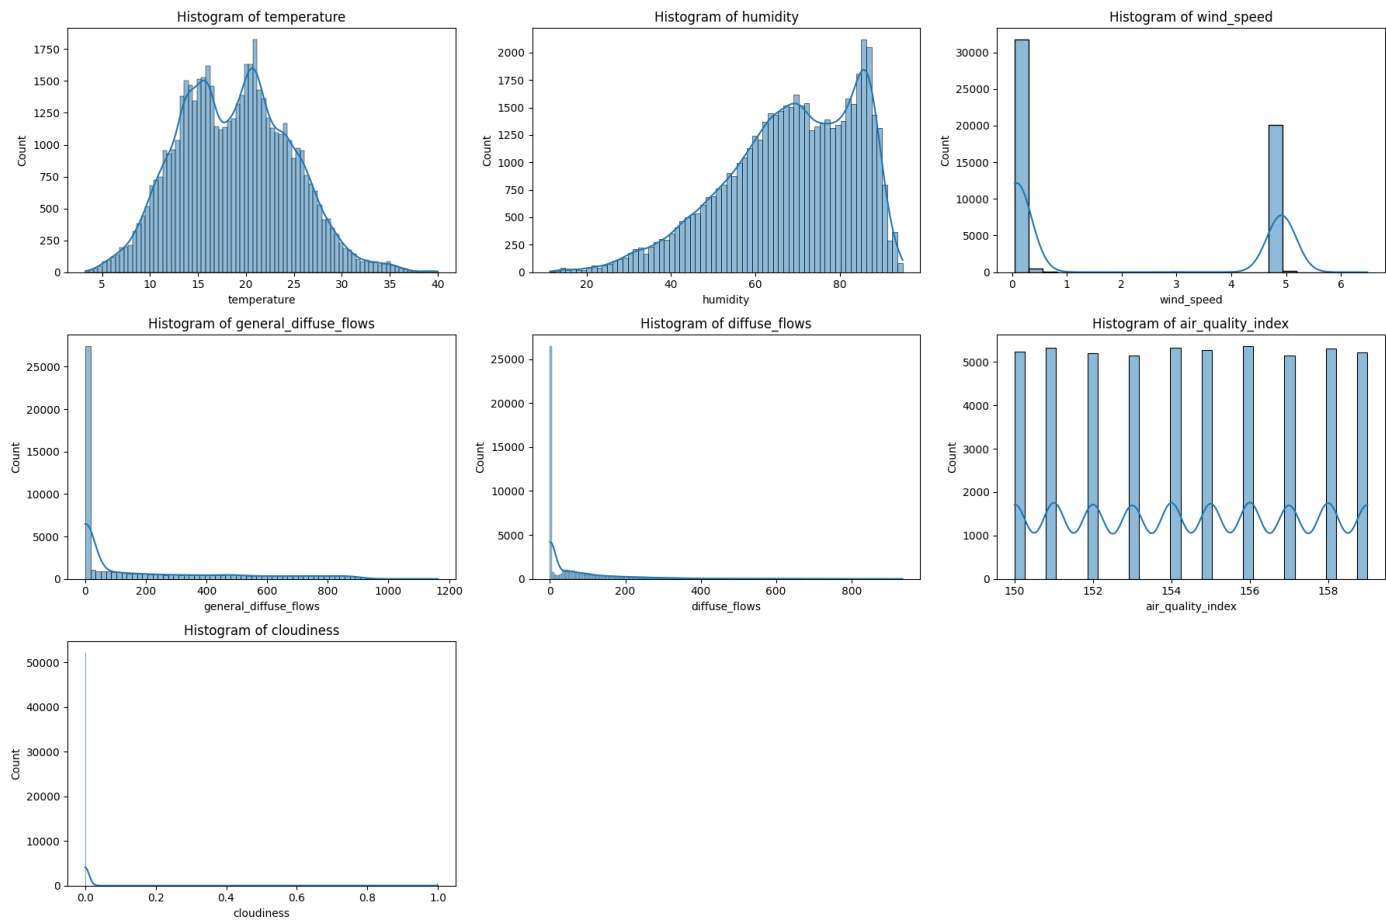 Histogram of temperature
1750
1500
1250
1000
750
500
250
0
Count
5 10 15 20 25 30 35 40
temperature
Histogram of humidity
2000
1750
1500
1250
1000
750
500
250
0
Count
20 40 60 80
humidity
Histogram of wind_speed
30000
25000
20000
15000
10000
5000
0
Count
0 1 2 3 4 5 6
wind_speed
Histogram of general_diffuse_flows
25000
20000
15000
10000
5000
0
Count
0 200 400 600 800 1000 1200
general_diffuse_flows
Histogram of diffuse_flows
25000
20000
15000
10000
5000
0
Count
0 200 400 600 800
diffuse_flows
Histogram of air_quality_index
5000
4000
3000
2000
1000
0
Count
150 152 154 156 158
air_quality_index
Histogram of cloudiness
50000
40000
30000
20000
10000
0
Count
0.0 0.2 0.4 0.6 0.8 1.0
cloudiness